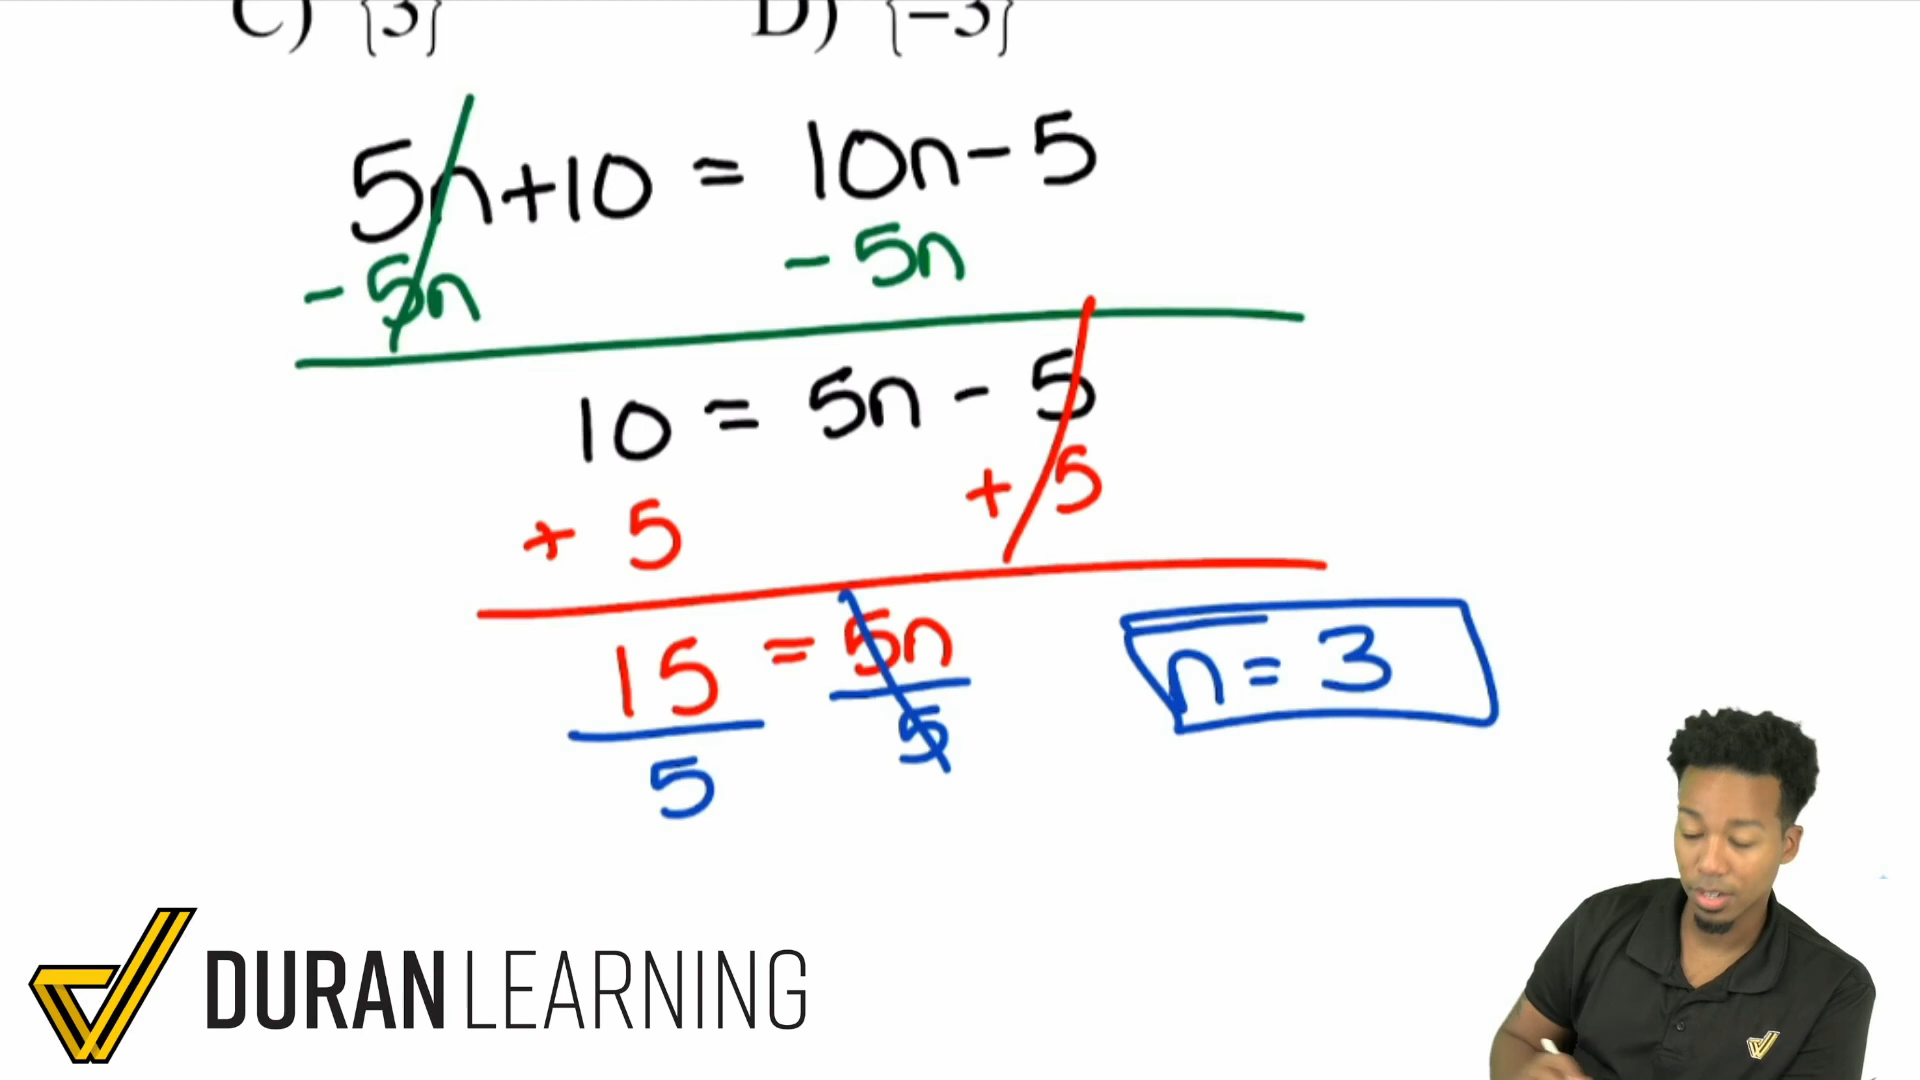 C) {3} D) {−3}
5n+10 = 10n-5
-5n -5n
10 = 5n - 5
+ 5 + 5
15 = 5n n = 3
5 5
DURAN LEARNING